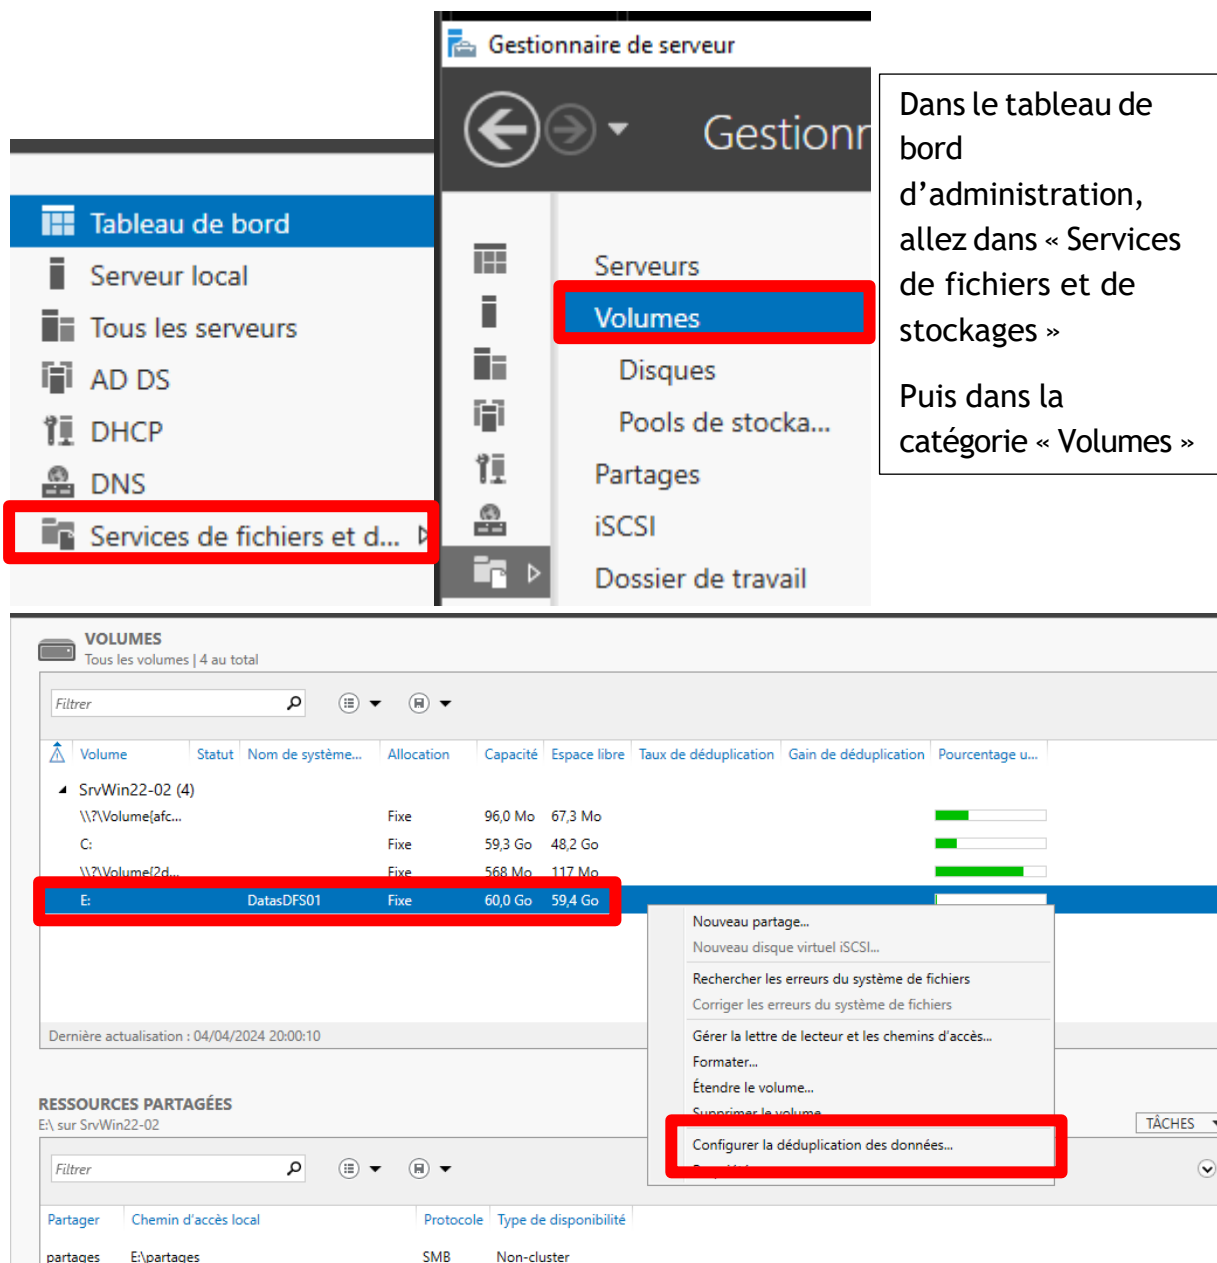 Gestionnaire de serveur
Gestionn
Tableau de bord
Serveur local
Tous les serveurs
AD DS
DHCP
DNS
Services de fichiers et d...
Serveurs
Volumes
Disques
Pools de stocka...
Partages
iSCSI
Dossier de travail
Dans le tableau de
bord
d’administration,
allez dans « Services
de fichiers et de
stockages »
Puis dans la
catégorie « Volumes »
VOLUMES
Tous les volumes | 4 au total
Filtrer
Volume Statut Nom de système... Allocation Capacité Espace libre Taux de déduplication Gain de déduplication Pourcentage u...
SrvWin22-02 (4)
\\?\Volume{afc... Fixe 96,0 Mo 67,3 Mo
C: Fixe 59,3 Go 48,2 Go
\\?\Volume{2d... Fixe 568 Mo 117 Mo
E: DatasDFS01 Fixe 60,0 Go 59,4 Go
Nouveau partage...
Nouveau disque virtuel iSCSI...
Rechercher les erreurs du système de fichiers
Corriger les erreurs du système de fichiers
Gérer la lettre de lecteur et les chemins d'accès...
Formater...
Étendre le volume...
Supprimer le volume
Configurer la déduplication des données...
Dernière actualisation : 04/04/2024 20:00:10
RESSOURCES PARTAGÉES
E:\ sur SrvWin22-02
TÂCHES
Filtrer
Partager Chemin d'accès local Protocole Type de disponibilité
partages E:\partages SMB Non-cluster